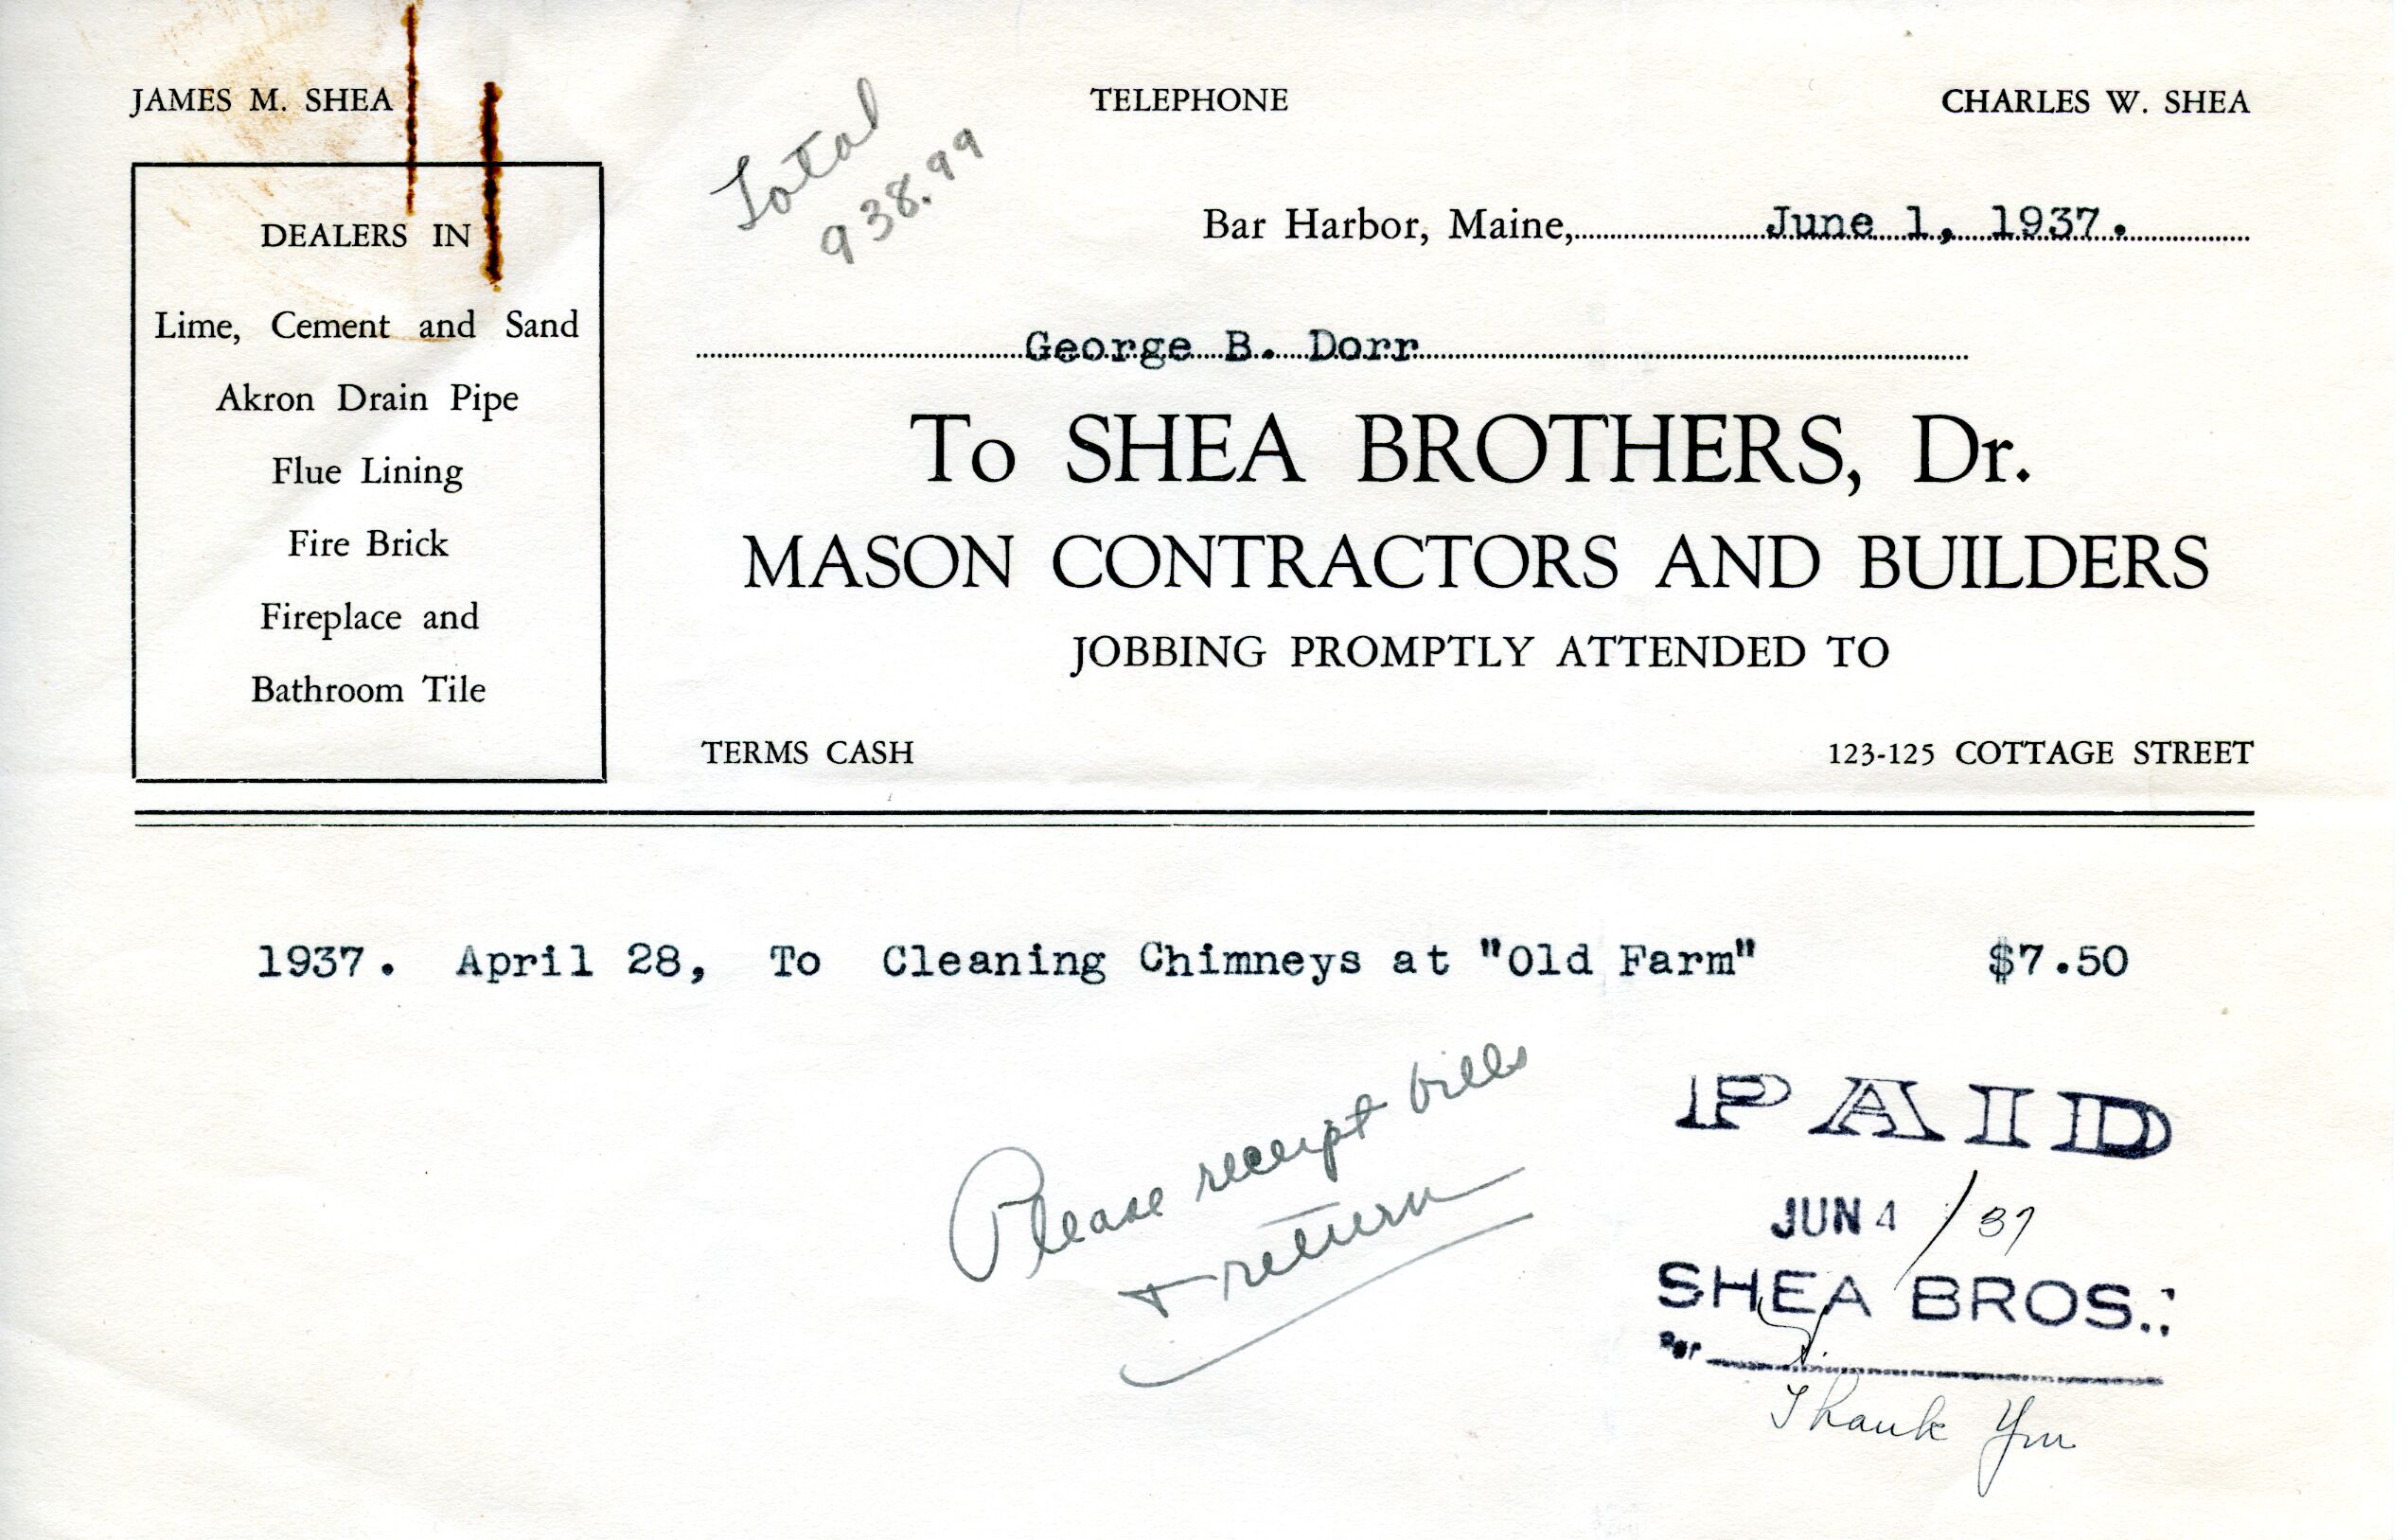 JAMES M. SHEA
TELEPHONE
CHARLES W. SHEA
Total
938.99
Bar Harbor, Maine, June 1, 1937.
George B. Dorr
To SHEA BROTHERS, Dr.
MASON CONTRACTORS AND BUILDERS
JOBBING PROMPTLY ATTENDED TO
TERMS CASH
123-125 COTTAGE STREET
DEALERS IN
Lime, Cement and Sand
Akron Drain Pipe
Flue Lining
Fire Brick
Fireplace and
Bathroom Tile
1937. April 28, To Cleaning Chimneys at "Old Farm" $7.50
Please receipt bills
+ return
PAID
JUN 4 / 37
SHEA BROS.
Per
Thank You